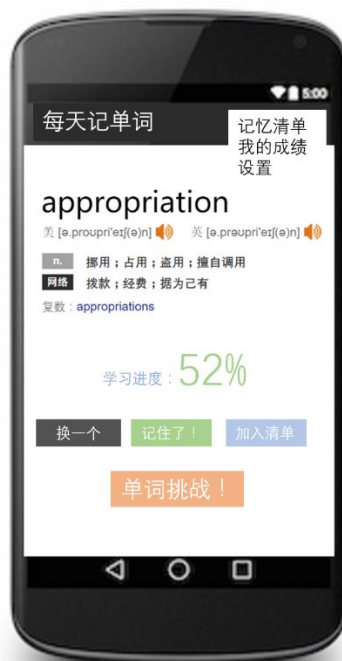 5:00
每天记单词
记忆清单
我的成绩
设置
appropriation
美 [ə.proʊpri'eɪʃ(ə)n] 英 [ə.prəʊpri'eɪʃ(ə)n]
n. 挪用；占用；盗用；擅自调用
网络 拨款；经费；据为己有
复数：appropriations
学习进度：52%
换一个 记住了！ 加入清单
单词挑战！